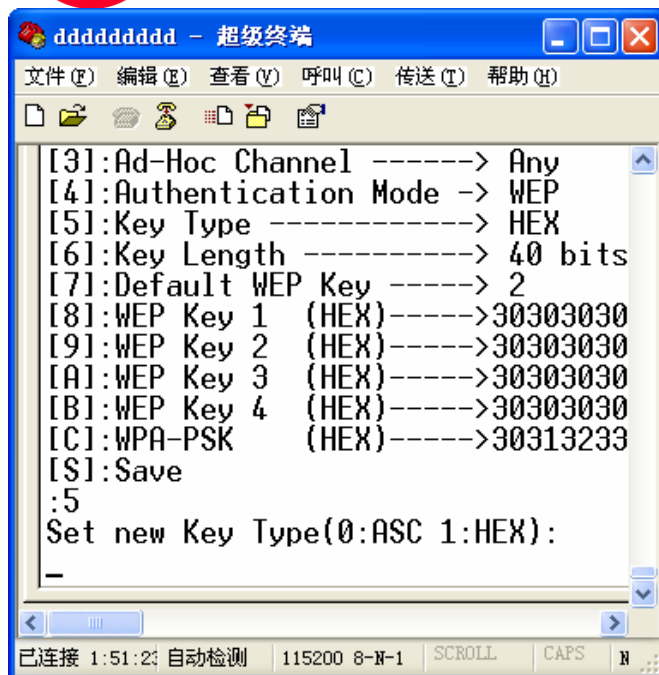 ddddddddd - 超级终端
文件(F) 编辑(E) 查看(V) 呼叫(C) 传送(T) 帮助(H)
[3]:Ad-Hoc Channel ------> Any
[4]:Authentication Mode -> WEP
[5]:Key Type ------------> HEX
[6]:Key Length ----------> 40 bits
[7]:Default WEP Key -----> 2
[8]:WEP Key 1 (HEX)----->30303030
[9]:WEP Key 2 (HEX)----->30303030
[A]:WEP Key 3 (HEX)----->30303030
[B]:WEP Key 4 (HEX)----->30303030
[C]:WPA-PSK (HEX)----->30313233
[S]:Save
:5
Set new Key Type(0:ASC 1:HEX):
_
已连接 1:51:23 自动检测 115200 8-N-1 SCROLL CAPS N